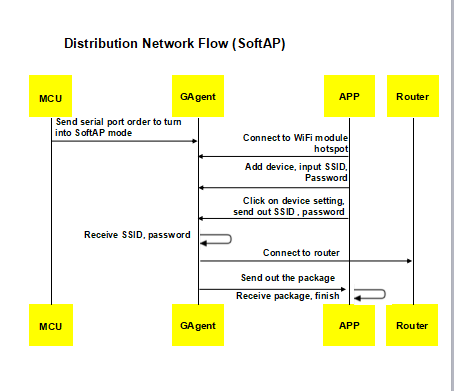 Distribution Network Flow (SoftAP)
MCU
GAgent
APP
Router
Send serial port order to turn
into SoftAP mode
Connect to WiFi module
hotspot
Add device, input SSID,
Password
Click on device setting,
send out SSID , password
Receive SSID, password
Connect to router
Send out the package
Receive package, finish
MCU
GAgent
APP
Router